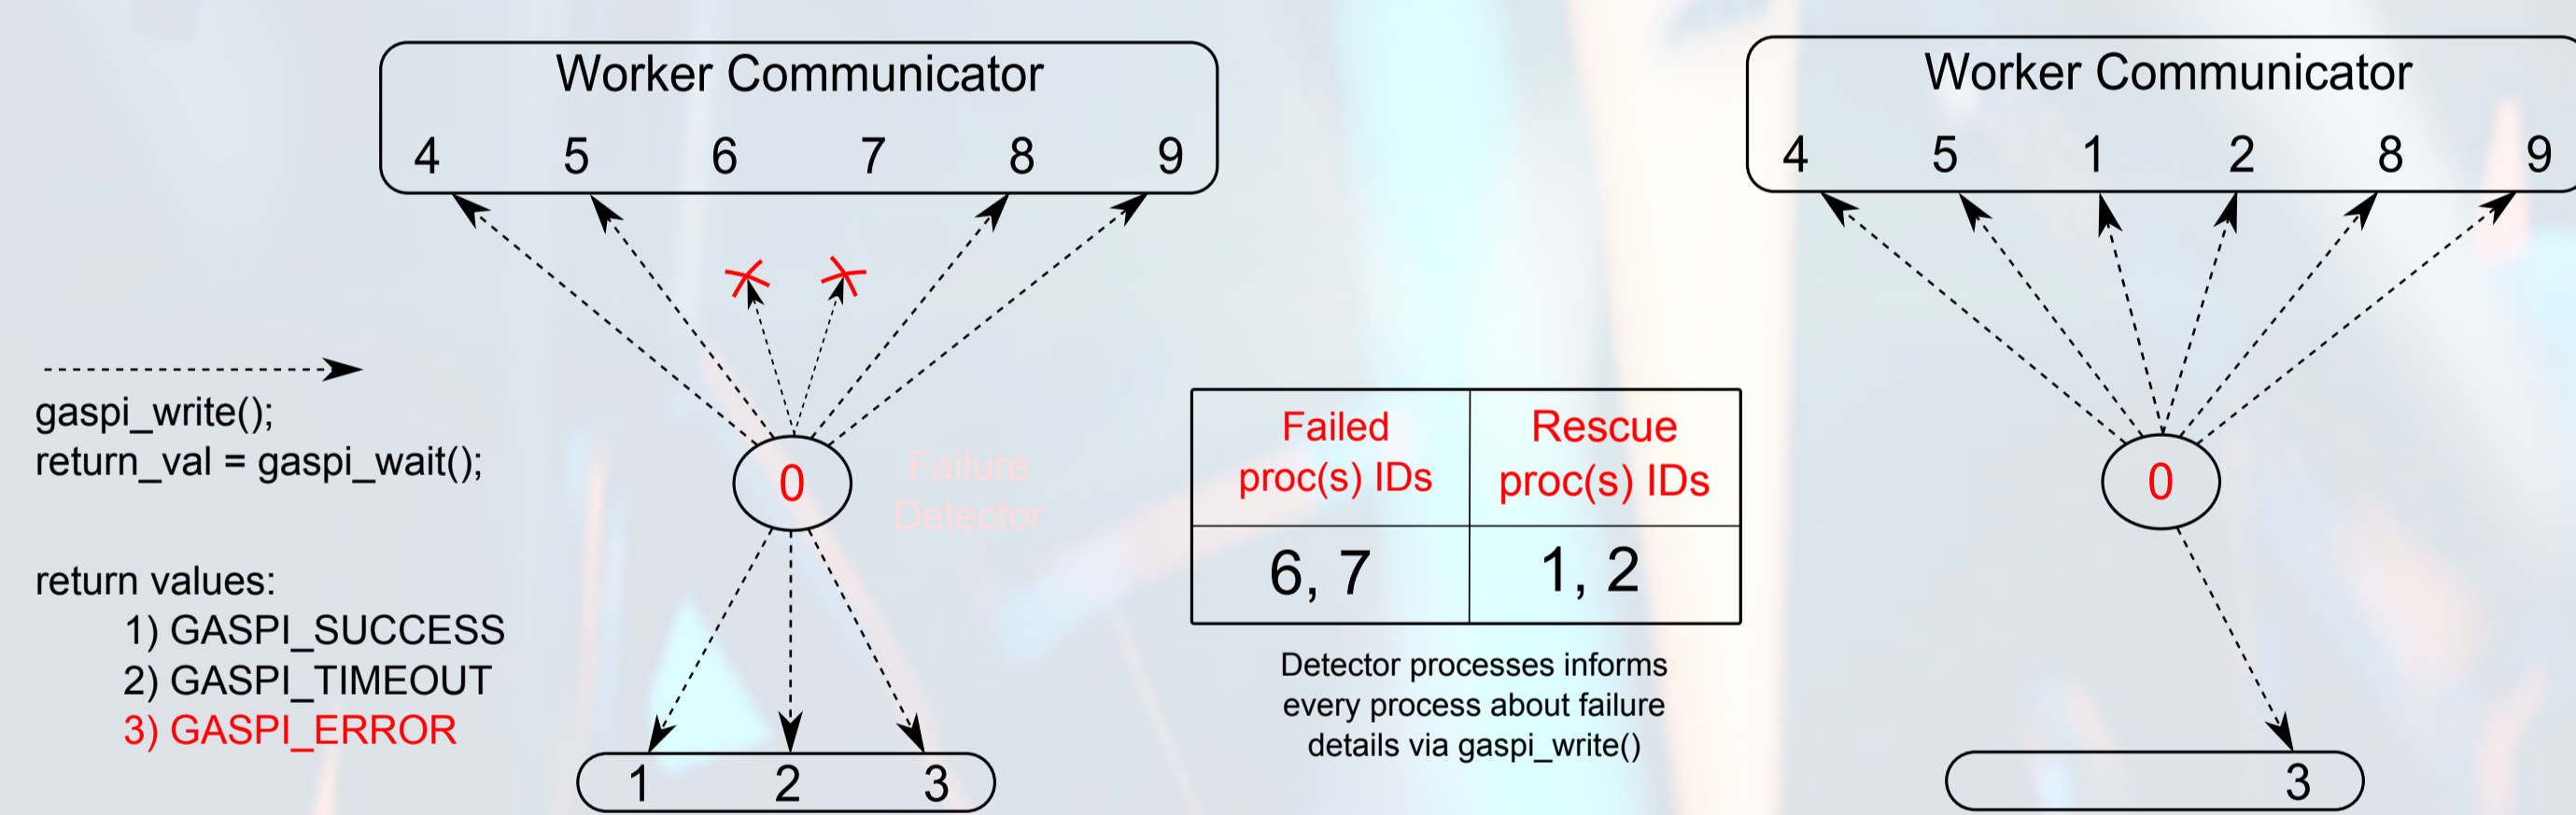 Worker Communicator
4 5 6 7 8 9
gaspi_write();
return_val = gaspi_wait();
return values:
1) GASPI_SUCCESS
2) GASPI_TIMEOUT
3) GASPI_ERROR
0
Failure
Detector
1 2 3
Failed
proc(s) IDs
Rescue
proc(s) IDs
6, 7
1, 2
Detector processes informs
every process about failure
details via gaspi_write()
Worker Communicator
4 5 1 2 8 9
0
3